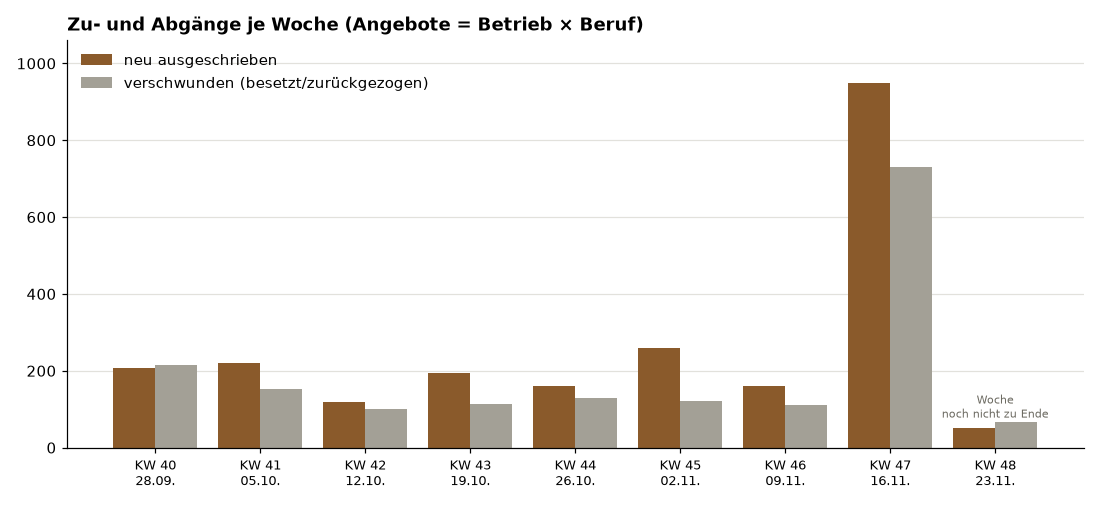 Zu- und Abgänge je Woche (Angebote = Betrieb × Beruf)
neu ausgeschrieben
verschwunden (besetzt/zurückgezogen)
1000
800
600
400
200
0
Woche
noch nicht zu Ende
KW 40 KW 41 KW 42 KW 43 KW 44 KW 45 KW 46 KW 47 KW 48
28.09. 05.10. 12.10. 19.10. 26.10. 02.11. 09.11. 16.11. 23.11.